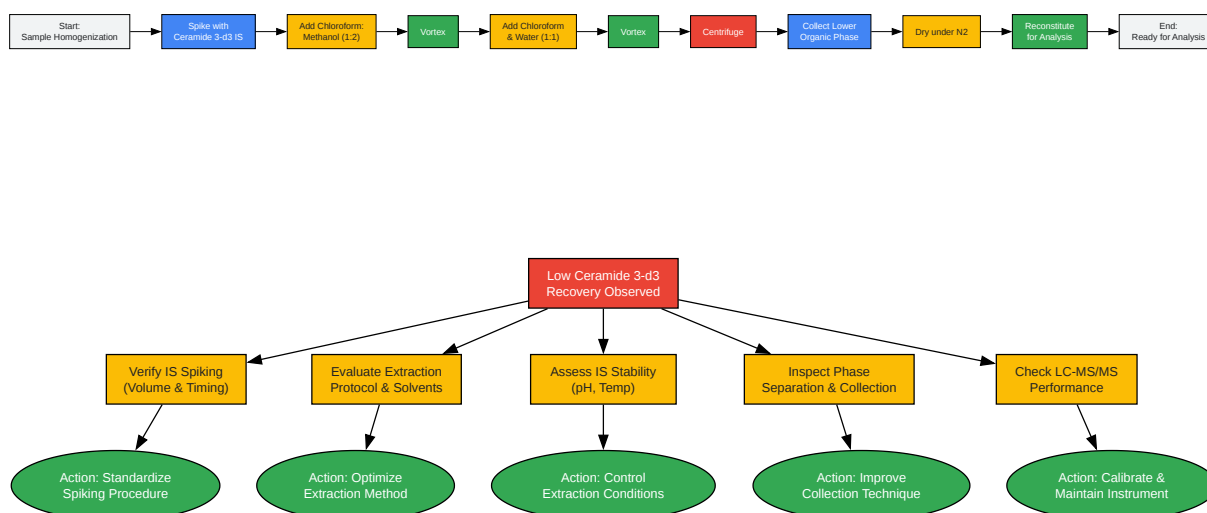 Start:
Sample Homogenization
Spike with
Ceramide 3-d3 IS
Add Chloroform:
Methanol (1:2)
Vortex
Add Chloroform
& Water (1:1)
Vortex
Centrifuge
Collect Lower
Organic Phase
Dry under N2
Reconstitute
for Analysis
End:
Ready for Analysis
Low Ceramide 3-d3
Recovery Observed
Verify IS Spiking
(Volume & Timing)
Evaluate Extraction
Protocol & Solvents
Assess IS Stability
(pH, Temp)
Inspect Phase
Separation & Collection
Check LC-MS/MS
Performance
Action: Standardize
Spiking Procedure
Action: Optimize
Extraction Method
Action: Control
Extraction Conditions
Action: Improve
Collection Technique
Action: Calibrate &
Maintain Instrument